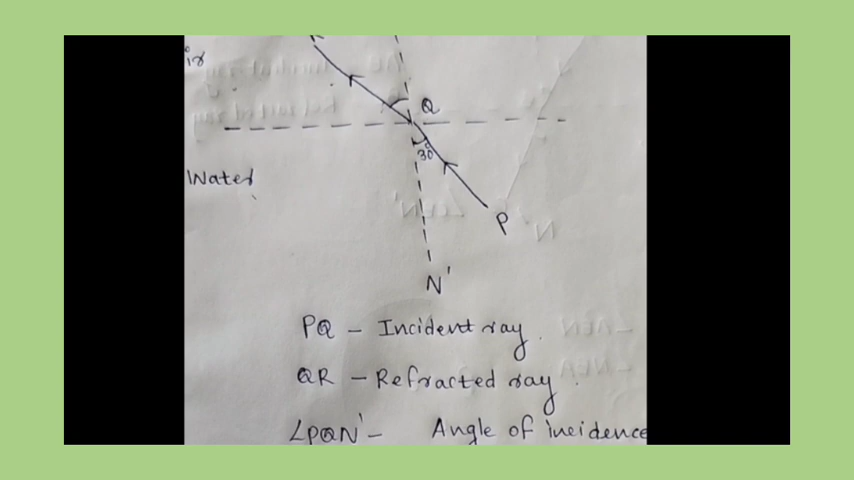 Q
30°
Water
P
N'
PQ - Incident ray.
QR - Refracted ray.
∠PQN' - Angle of incidence